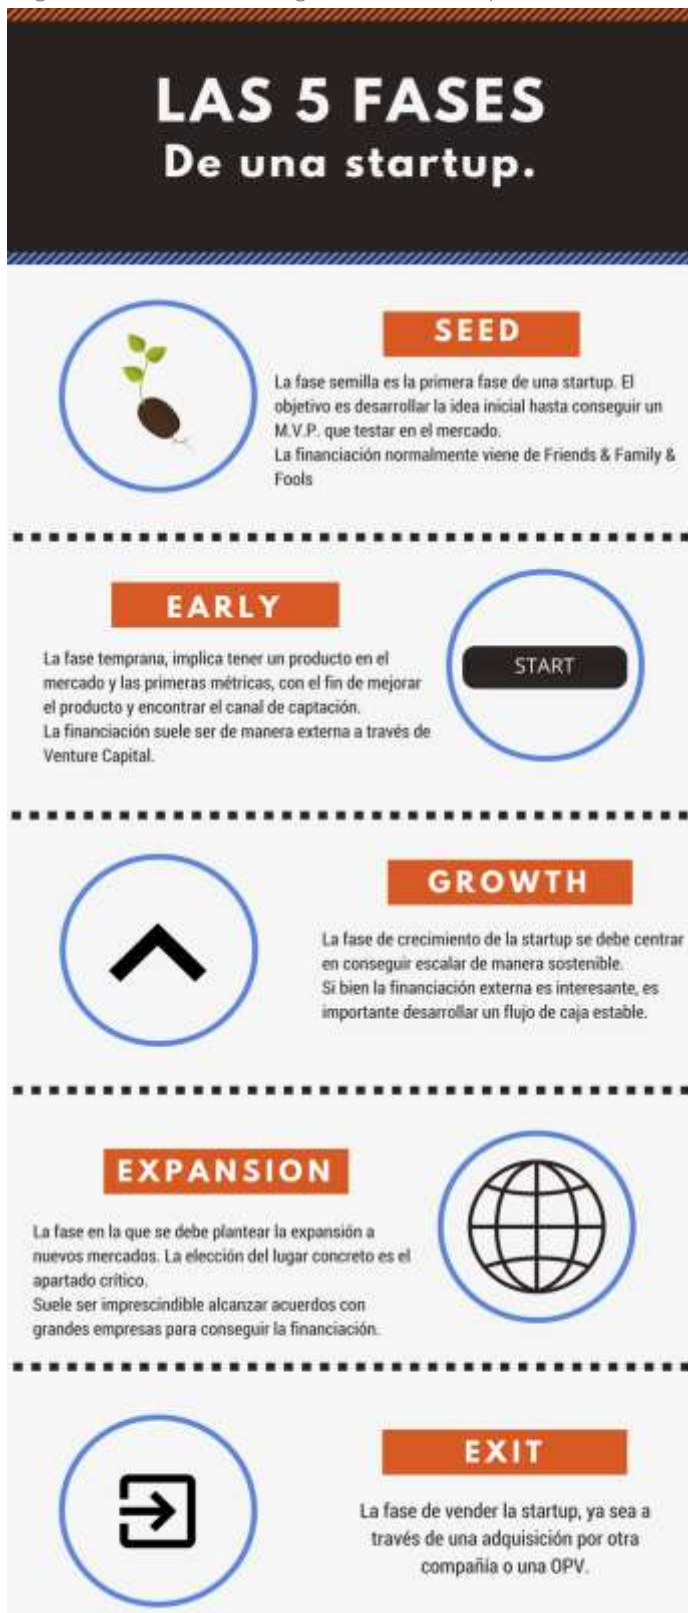 LAS 5 FASES
De una startup.
SEED
La fase semilla es la primera fase de una startup. El
objetivo es desarrollar la idea inicial hasta conseguir un
M.V.P. que testar en el mercado.
La financiación normalmente viene de Friends & Family &
Fools
EARLY
La fase temprana, implica tener un producto en el
mercado y las primeras métricas, con el fin de mejorar
el producto y encontrar el canal de captación.
La financiación suele ser de manera externa a través de
Venture Capital.
START
GROWTH
La fase de crecimiento de la startup se debe centrar
en conseguir escalar de manera sostenible.
Si bien la financiación externa es interesante, es
importante desarrollar un flujo de caja estable.
EXPANSION
La fase en la que se debe plantear la expansión a
nuevos mercados. La elección del lugar concreto es el
apartado crítico.
Suele ser imprescindible alcanzar acuerdos con
grandes empresas para conseguir la financiación.
EXIT
La fase de vender la startup, ya sea a
través de una adquisición por otra
compañía o una OPV.